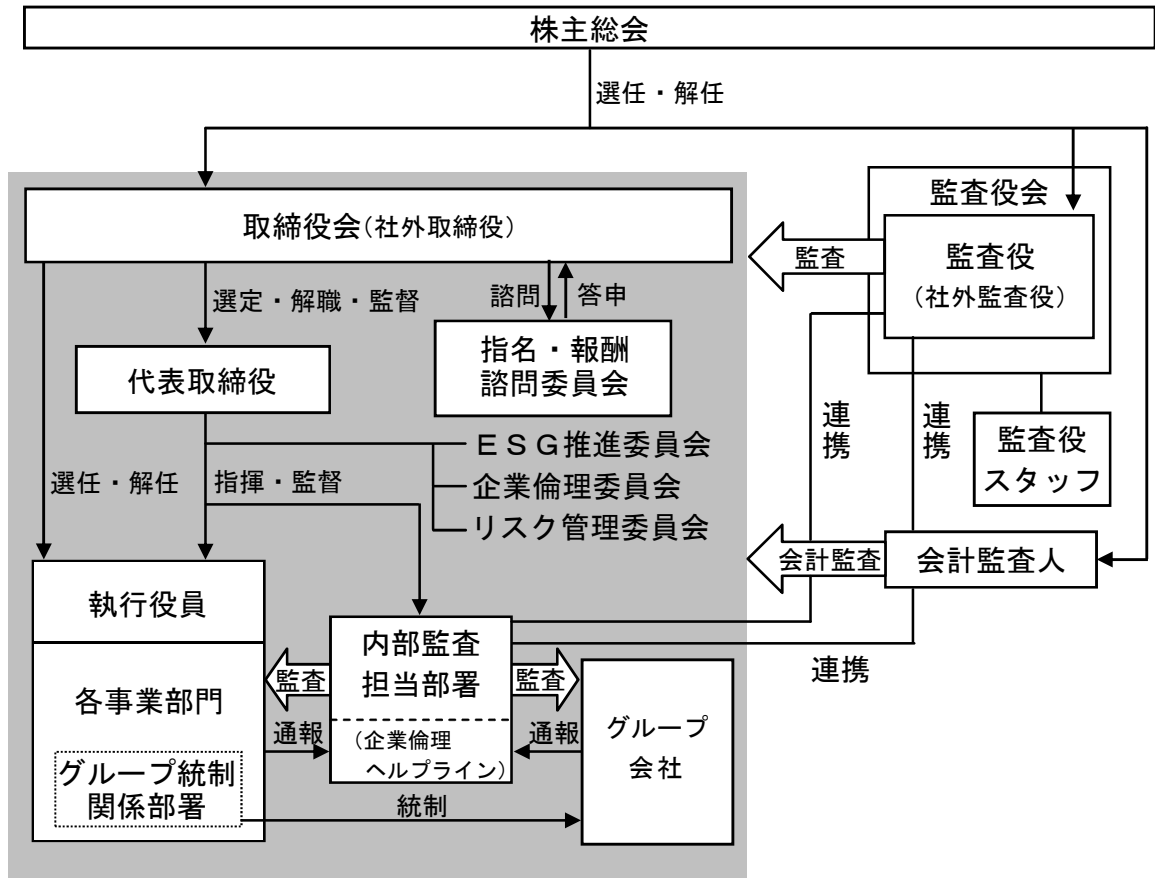 株主総会
選任・解任
取締役会(社外取締役)
監査役会
監査役
(社外監査役)
監査
選定・解職・監督
諮問
答申
指名・報酬
諮問委員会
代表取締役
連携
連携
監査役
スタッフ
ESG推進委員会
企業倫理委員会
リスク管理委員会
選任・解任
指揮・監督
会計監査
会計監査人
執行役員
内部監査
担当部署
連携
監査
監査
各事業部門
グループ
会社
通報
通報
(企業倫理
ヘルプライン)
グループ統制
関係部署
統制